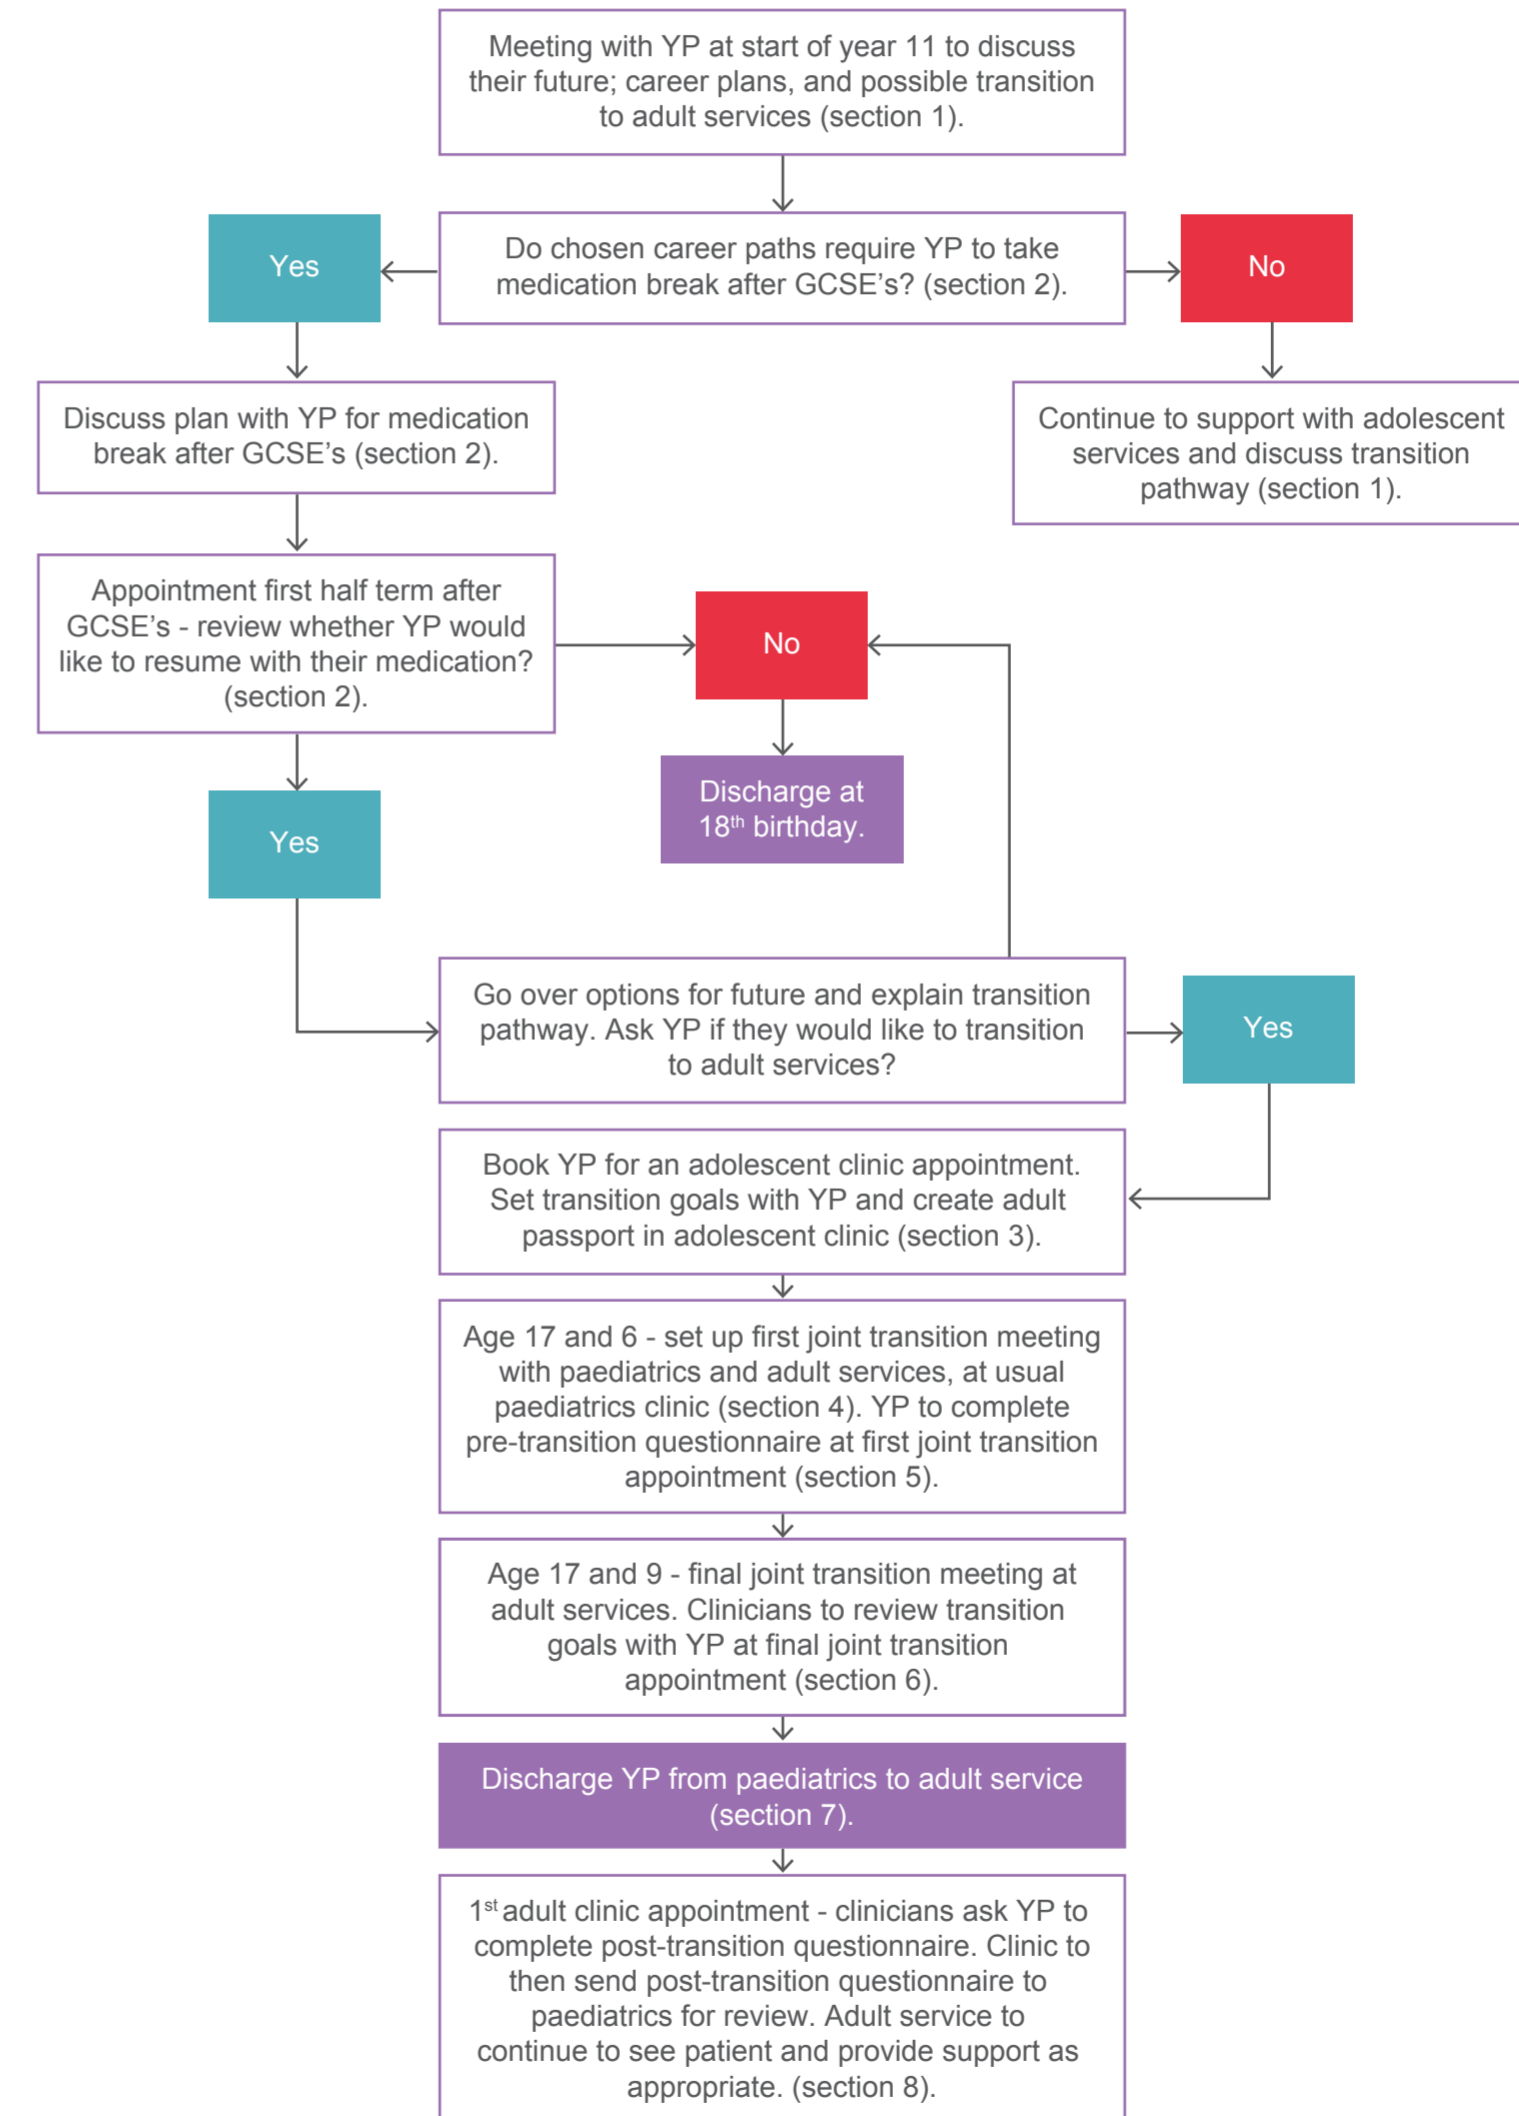 Meeting with YP at start of year 11 to discuss
their future; career plans, and possible transition
to adult services (section 1).
Yes
Do chosen career paths require YP to take
medication break after GCSE's? (section 2).
No
Discuss plan with YP for medication
break after GCSE's (section 2).
Continue to support with adolescent
services and discuss transition
pathway (section 1).
Appointment first half term after
GCSE's - review whether YP would
like to resume with their medication?
(section 2).
No
Discharge at
18th birthday.
Yes
Go over options for future and explain transition
pathway. Ask YP if they would like to transition
to adult services?
Yes
Book YP for an adolescent clinic appointment.
Set transition goals with YP and create adult
passport in adolescent clinic (section 3).
Age 17 and 6 - set up first joint transition meeting
with paediatrics and adult services, at usual
paediatrics clinic (section 4). YP to complete
pre-transition questionnaire at first joint transition
appointment (section 5).
Age 17 and 9 - final joint transition meeting at
adult services. Clinicians to review transition
goals with YP at final joint transition
appointment (section 6).
Discharge YP from paediatrics to adult service
(section 7).
1st adult clinic appointment - clinicians ask YP to
complete post-transition questionnaire. Clinic to
then send post-transition questionnaire to
paediatrics for review. Adult service to
continue to see patient and provide support as
appropriate. (section 8).